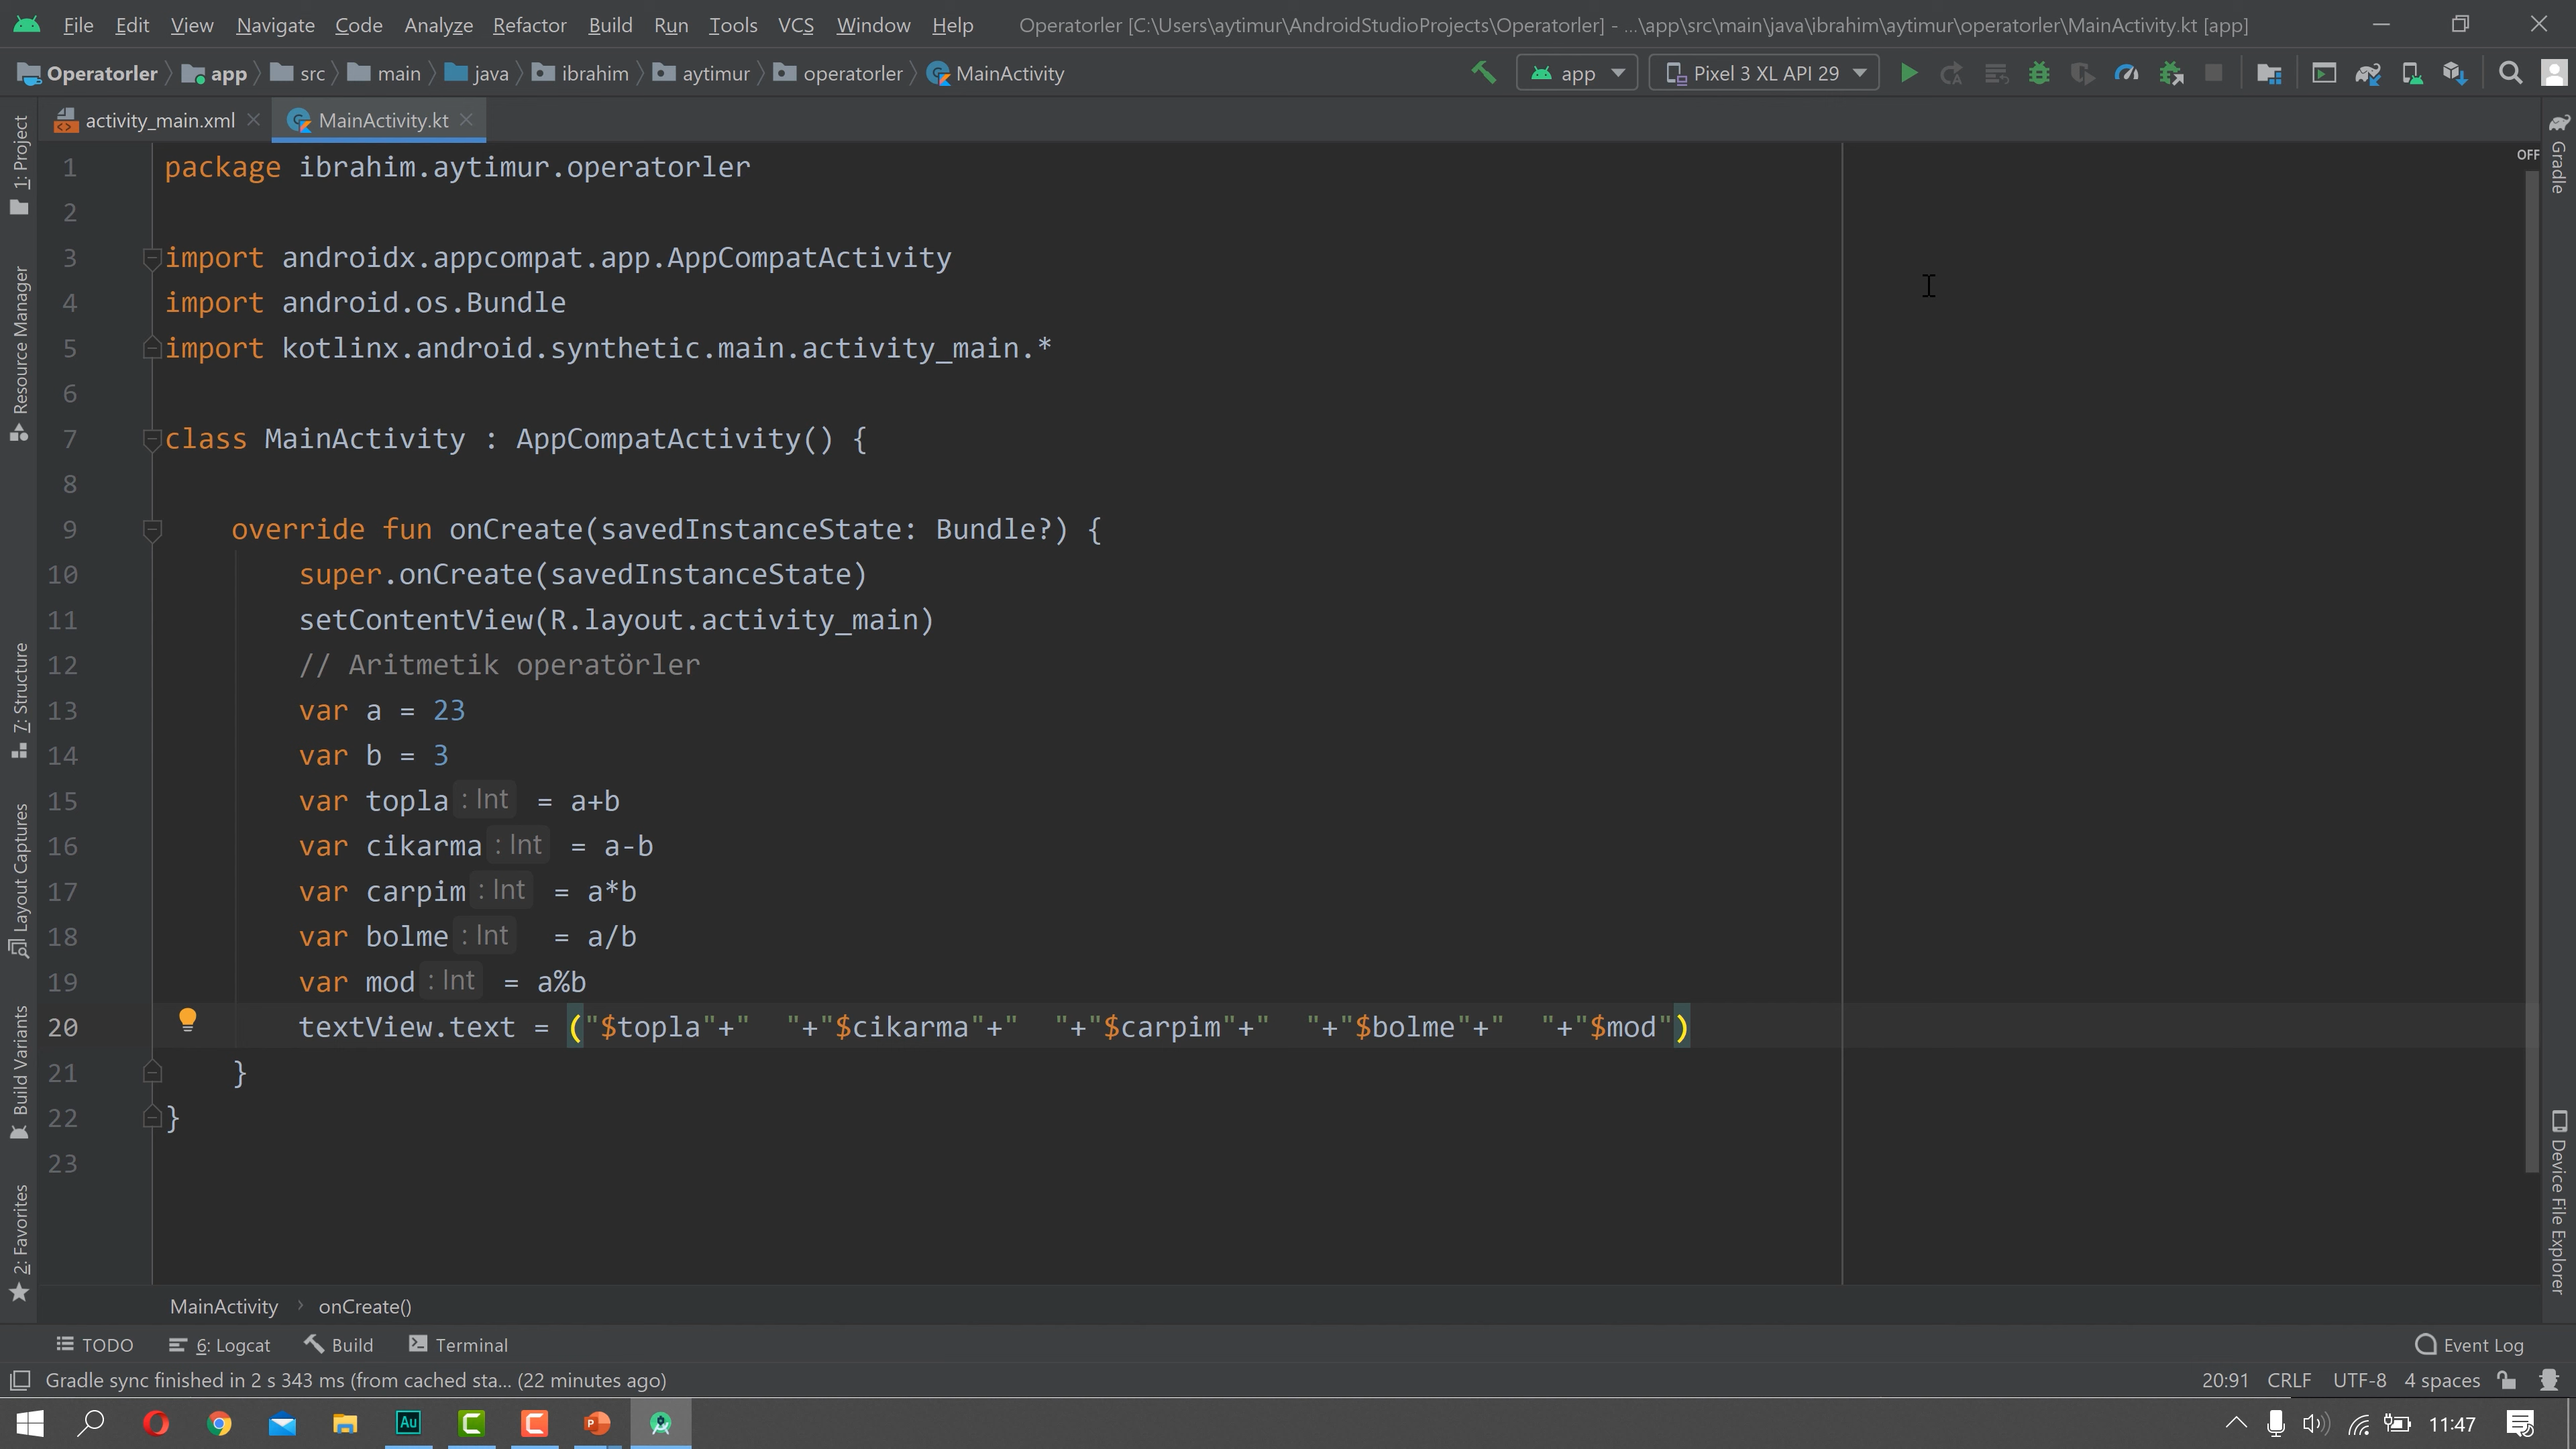 File Edit View Navigate Code Analyze Refactor Build Run Tools VCS Window Help Operatorler [C:\Users\aytimur\AndroidStudioProjects\Operatorler] - ...\app\src\main\java\ibrahim\aytimur\operatorler\MainActivity.kt [app]
Operatorler app src main java ibrahim aytimur operatorler MainActivity app Pixel 3 XL API 29
activity_main.xml MainActivity.kt
1: Project
Resource Manager
7: Structure
Layout Captures
Build Variants
2: Favorites
1 package ibrahim.aytimur.operatorler
2
3 import androidx.appcompat.app.AppCompatActivity
4 import android.os.Bundle
5 import kotlinx.android.synthetic.main.activity_main.*
6
7 class MainActivity : AppCompatActivity() {
8
9 override fun onCreate(savedInstanceState: Bundle?) {
10 super.onCreate(savedInstanceState)
11 setContentView(R.layout.activity_main)
12 // Aritmetik operatörler
13 var a = 23
14 var b = 3
15 var topla : Int = a+b
16 var cikarma : Int = a-b
17 var carpim : Int = a*b
18 var bolme : Int = a/b
19 var mod : Int = a%b
20 textView.text = ("$topla"+"  "+"$cikarma"+"  "+"$carpim"+"  "+"$bolme"+"  "+"$mod")
21 }
22 }
23
OFF
Gradle
Device File Explorer
MainActivity › onCreate()
TODO 6: Logcat Build Terminal Event Log
Gradle sync finished in 2 s 343 ms (from cached sta... (22 minutes ago) 20:91 CRLF UTF-8 4 spaces
Au P 11:47